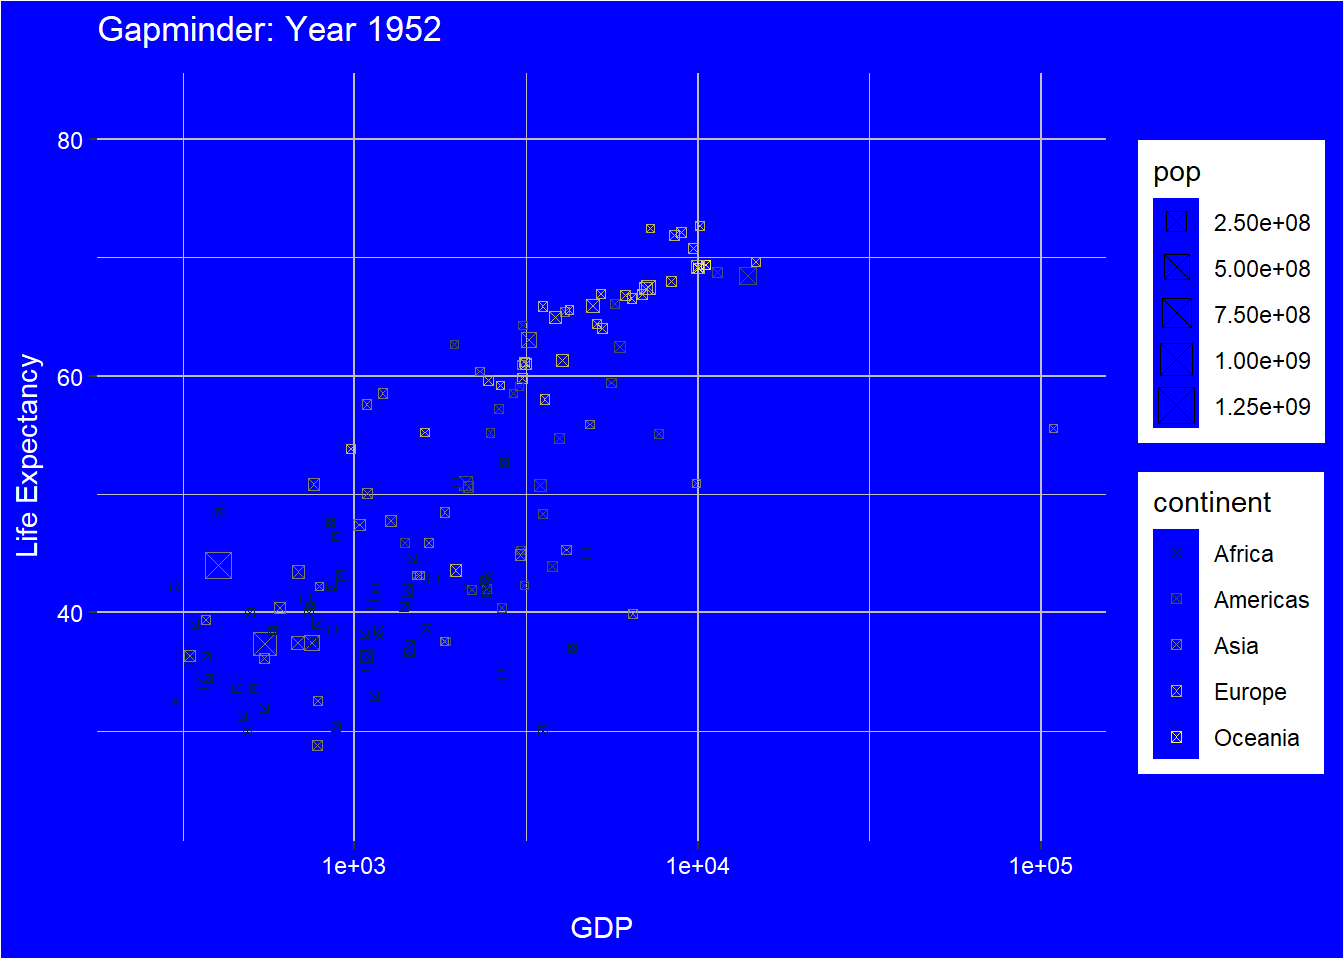 Gapminder: Year 1952
80
60
40
Life Expectancy
1e+03
1e+04
1e+05
GDP
pop
2.50e+08
5.00e+08
7.50e+08
1.00e+09
1.25e+09
continent
Africa
Americas
Asia
Europe
Oceania